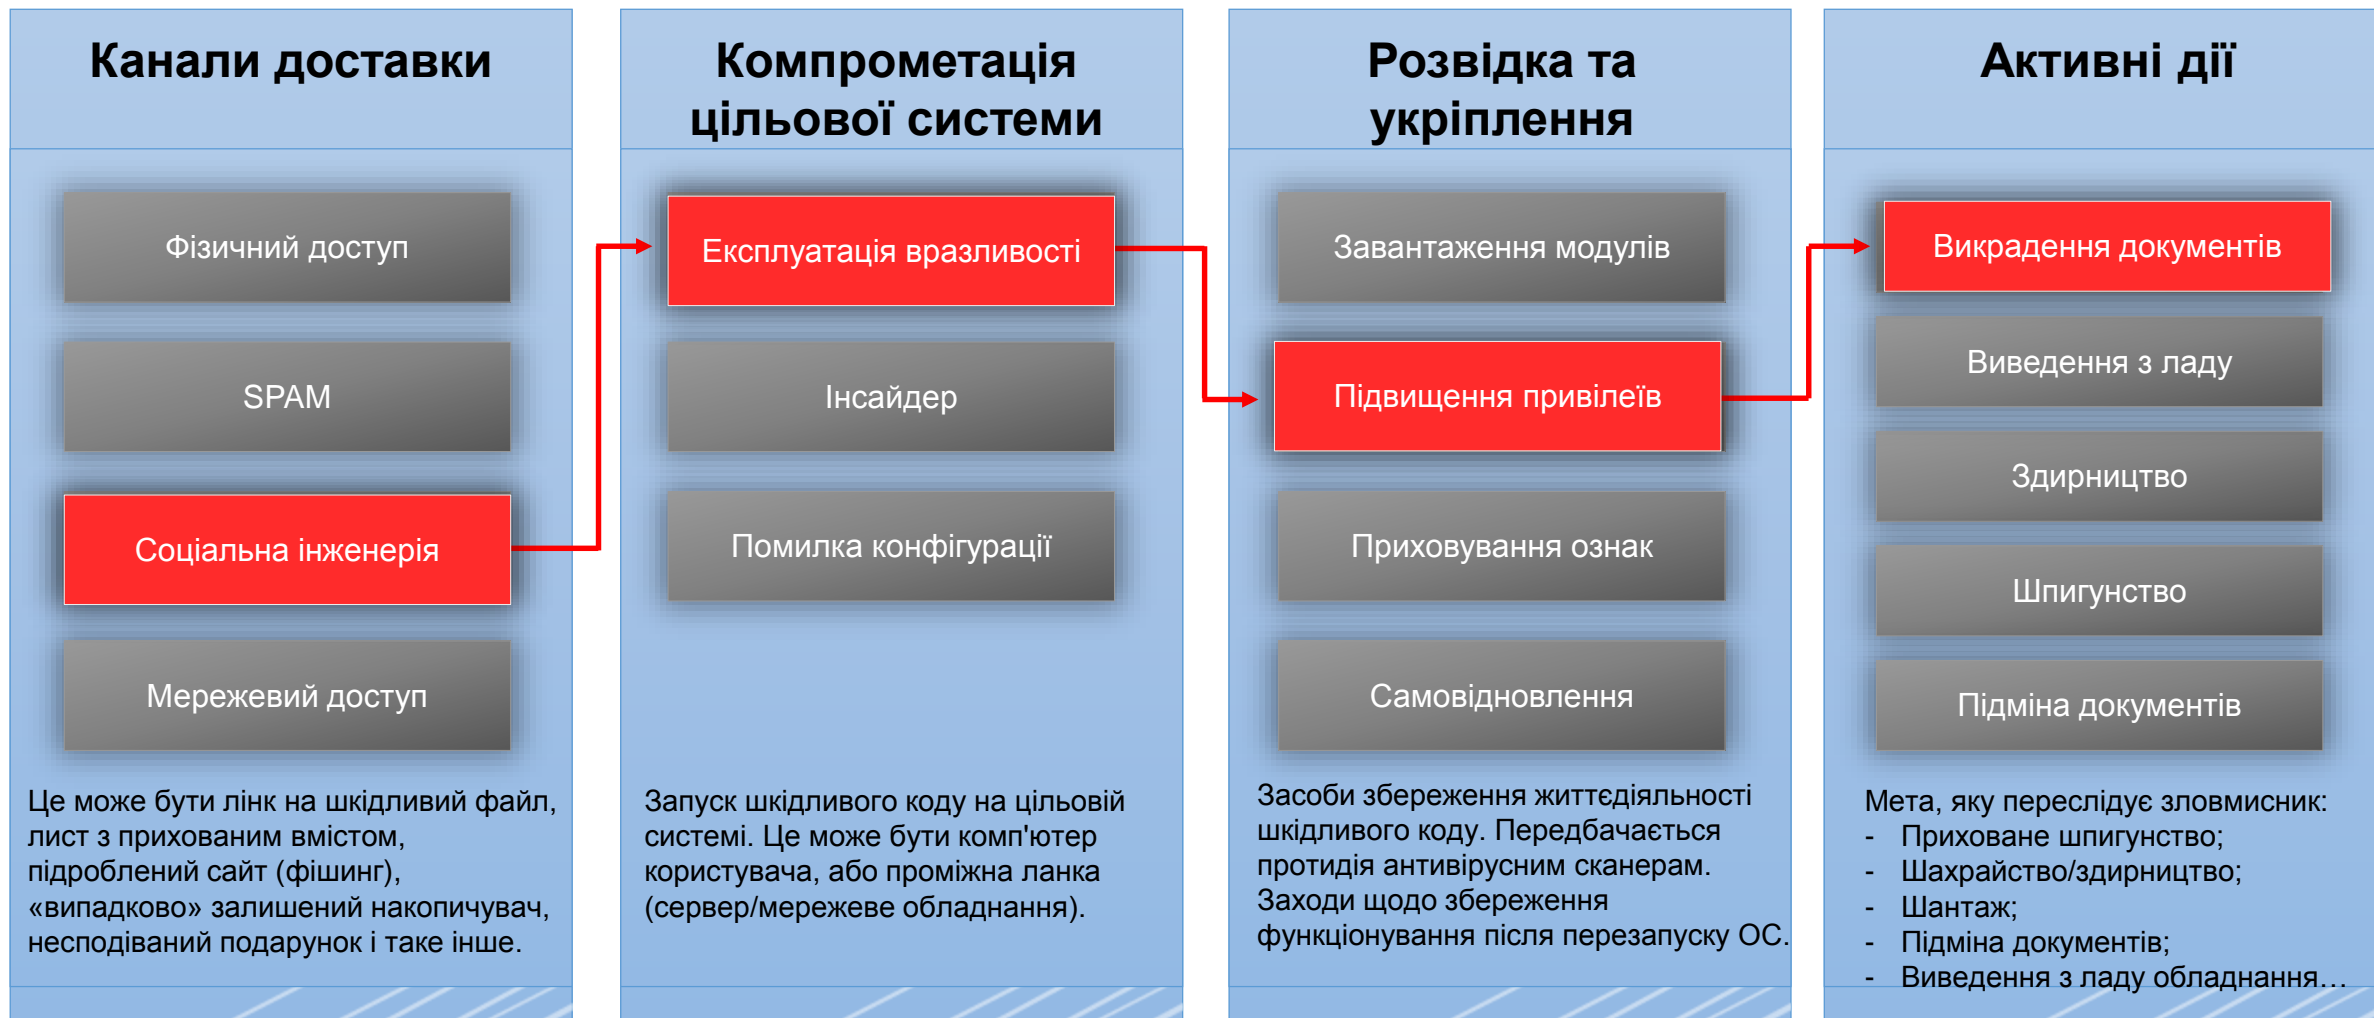 Канали доставки
Фізичний доступ
SPAM
Соціальна інженерія
Мережевий доступ
Це може бути лінк на шкідливий файл,
лист з прихованим вмістом,
підроблений сайт (фішинг),
«випадково» залишений накопичувач,
несподіваний подарунок і таке інше.
Компрометація
цільової системи
Експлуатація вразливості
Інсайдер
Помилка конфігурації
Запуск шкідливого коду на цільовій
системі. Це може бути комп'ютер
користувача, або проміжна ланка
(сервер/мережеве обладнання).
Розвідка та
укріплення
Завантаження модулів
Підвищення привілеїв
Приховування ознак
Самовідновлення
Засоби збереження життєдіяльності
шкідливого коду. Передбачається
протидія антивірусним сканерам.
Заходи щодо збереження
функціонування після перезапуску ОС.
Активні дії
Викрадення документів
Виведення з ладу
Здирництво
Шпигунство
Підміна документів
Мета, яку переслідує зловмисник:
- Приховане шпигунство;
- Шахрайство/здирництво;
- Шантаж;
- Підміна документів;
- Виведення з ладу обладнання…